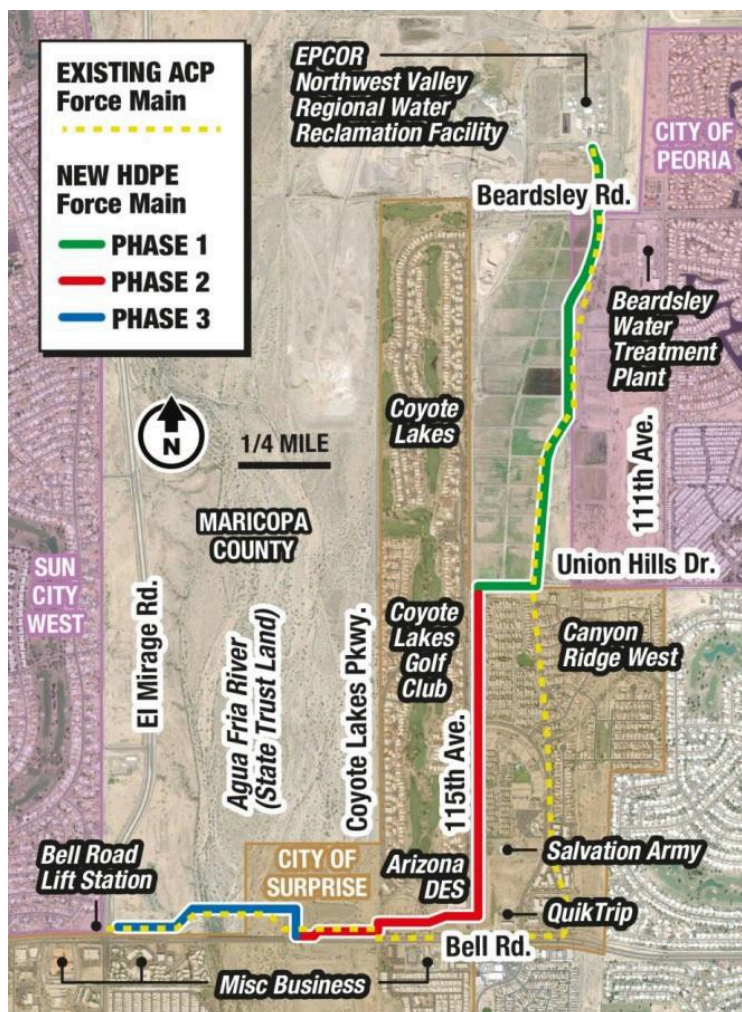 EXISTING ACP
Force Main
NEW HDPE
Force Main
PHASE 1
PHASE 2
PHASE 3
EPCOR
Northwest Valley
Regional Water
Reclamation Facility
CITY OF
PEORIA
Beardsley Rd.
Beardsley
Water
Treatment
Plant
N
1/4 MILE
Coyote
Lakes
111th Ave.
MARICOPA
COUNTY
Union Hills Dr.
SUN
CITY
WEST
El Mirage Rd.
Agua Fria River
(State Trust Land)
Coyote Lakes Pkwy.
Coyote
Lakes
Golf
Club
115th Ave.
Canyon
Ridge West
Bell Road
Lift Station
CITY OF
SURPRISE
Arizona
DES
Salvation Army
QuikTrip
Bell Rd.
Misc Business